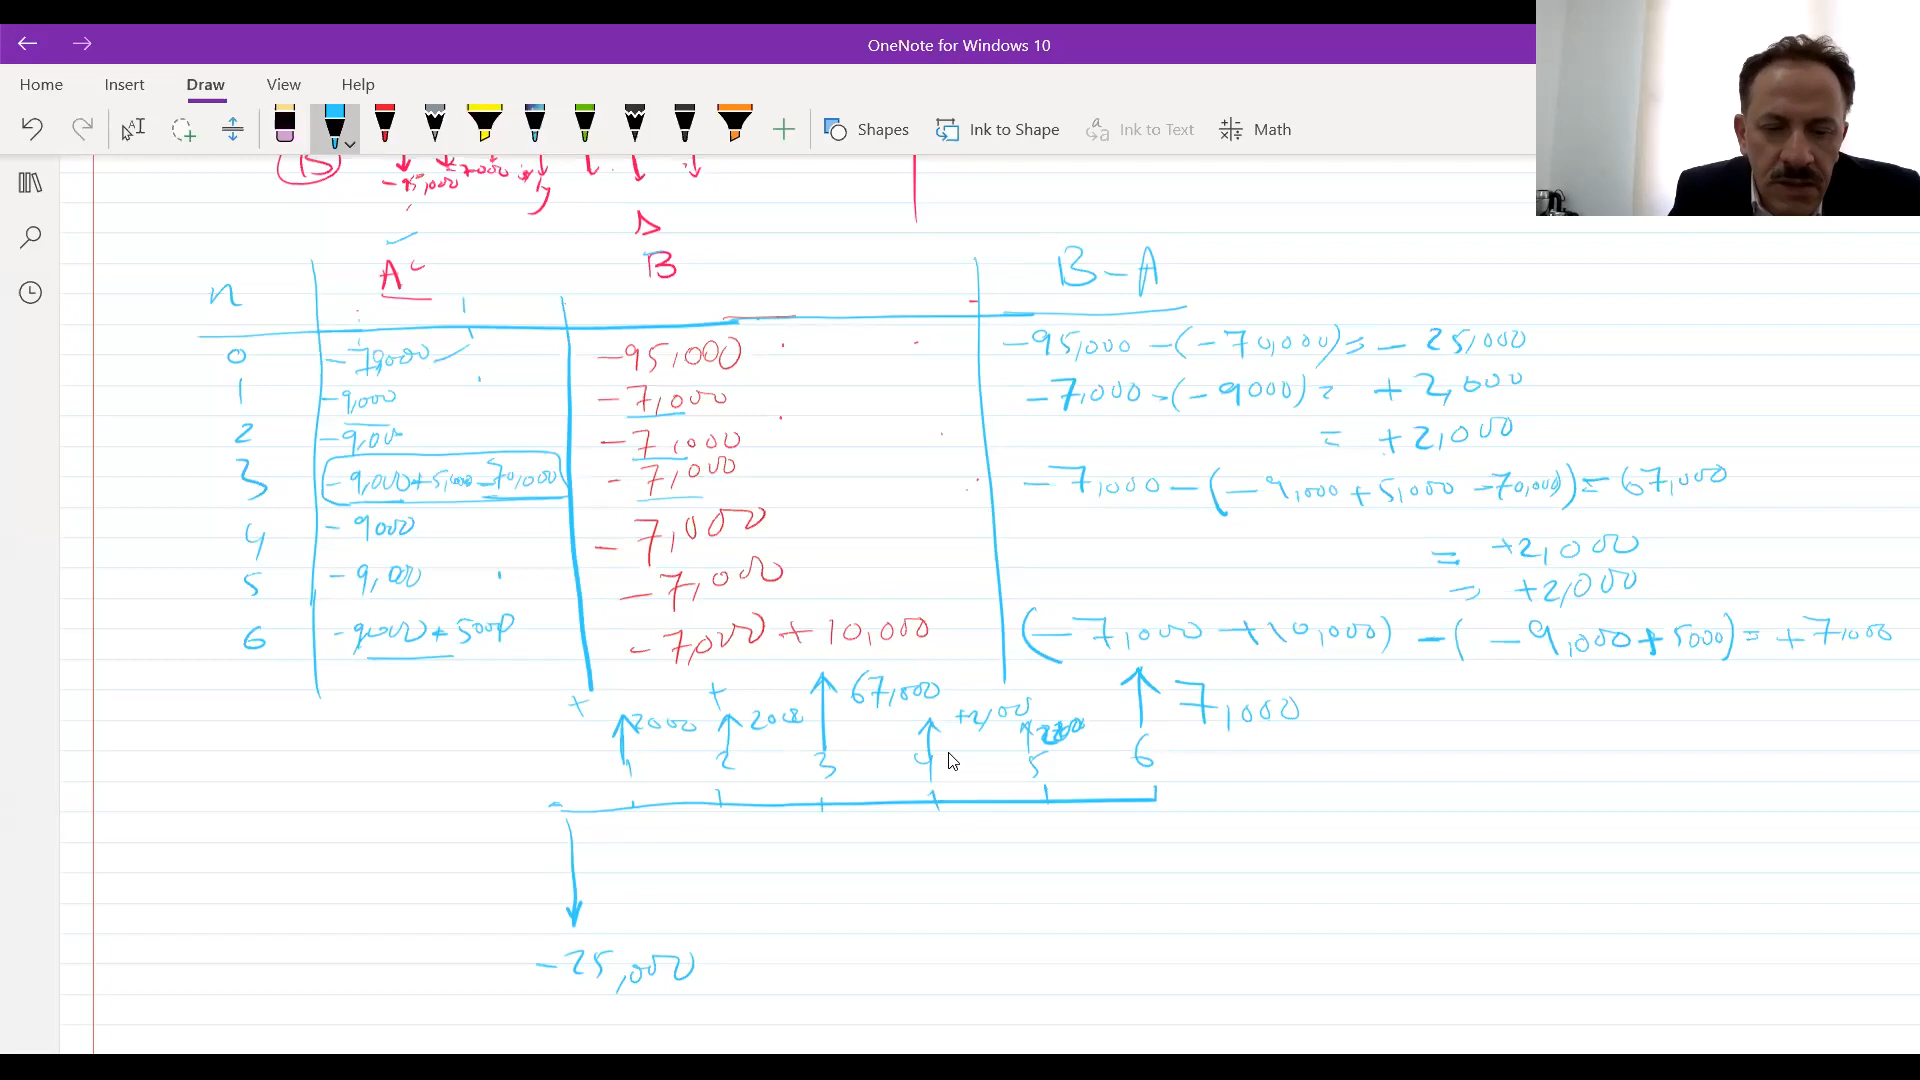 OneNote for Windows 10
Home Insert Draw View Help
Shapes Ink to Shape Ink to Text Math
B
-95,000 -7000
A B B-A
n
0 -70,000 -95,000 -95,000 -(-70,000) = -25,000
1 -9,000 -7,000 -7,000 -(-9000) = +2,000
2 -9,000 -7,000 = +2,000
3 -9,000+5,000-70,000 -7,000 -7,000 -(-9,000+5,000-70,000) = 67,000
4 -9000 -7,000 = +2,000
5 -9,000 -7,000 = +2,000
6 -9000+5000 -7,000+10,000 (-7,000+10,000) -(-9,000+5000) = +7,000
+ 2000 + 2000 67,000 +2,000 7,000
1 2 3 4 5 6
-25,000